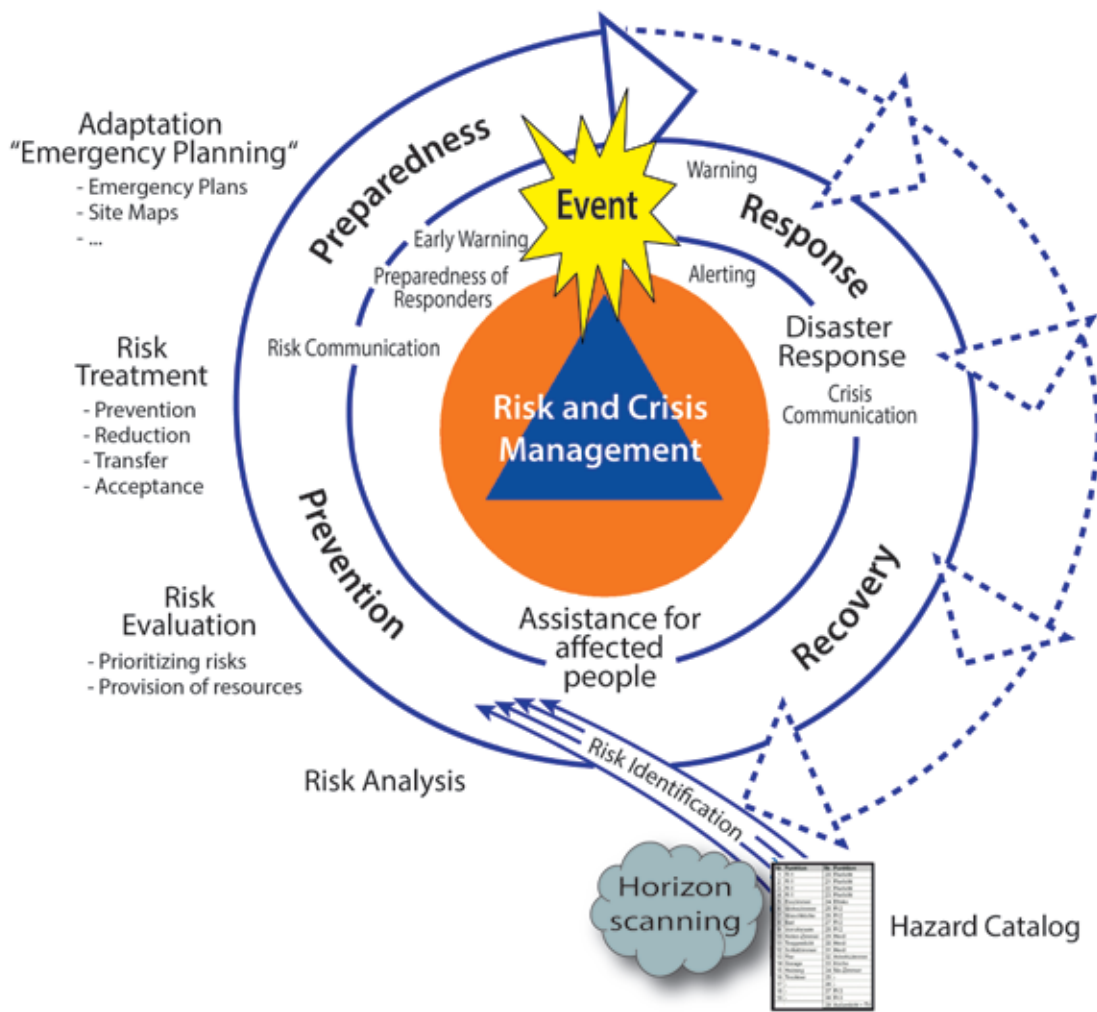 Adaptation
“Emergency Planning“
- Emergency Plans
- Site Maps
- ...
Risk
Treatment
- Prevention
- Reduction
- Transfer
- Acceptance
Risk
Evaluation
- Prioritizing risks
- Provision of resources
Risk Analysis
Preparedness
Prevention
Early Warning
Preparedness of
Responders
Risk Communication
Event
Risk and Crisis
Management
Warning
Response
Alerting
Disaster
Response
Crisis
Communication
Recovery
Assistance for
affected
people
Risk Identification
Horizon
scanning
Hazard Catalog